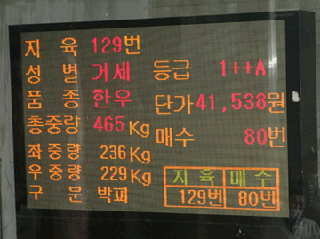 지 육 129번
성 별 거세 등급 1++A
품 종 한우 단가 41,538원
총중량 465 Kg 매수 80번
좌중량 236 Kg
우중량 229 Kg 지 육 매 수
구 분 박피 129번 80번